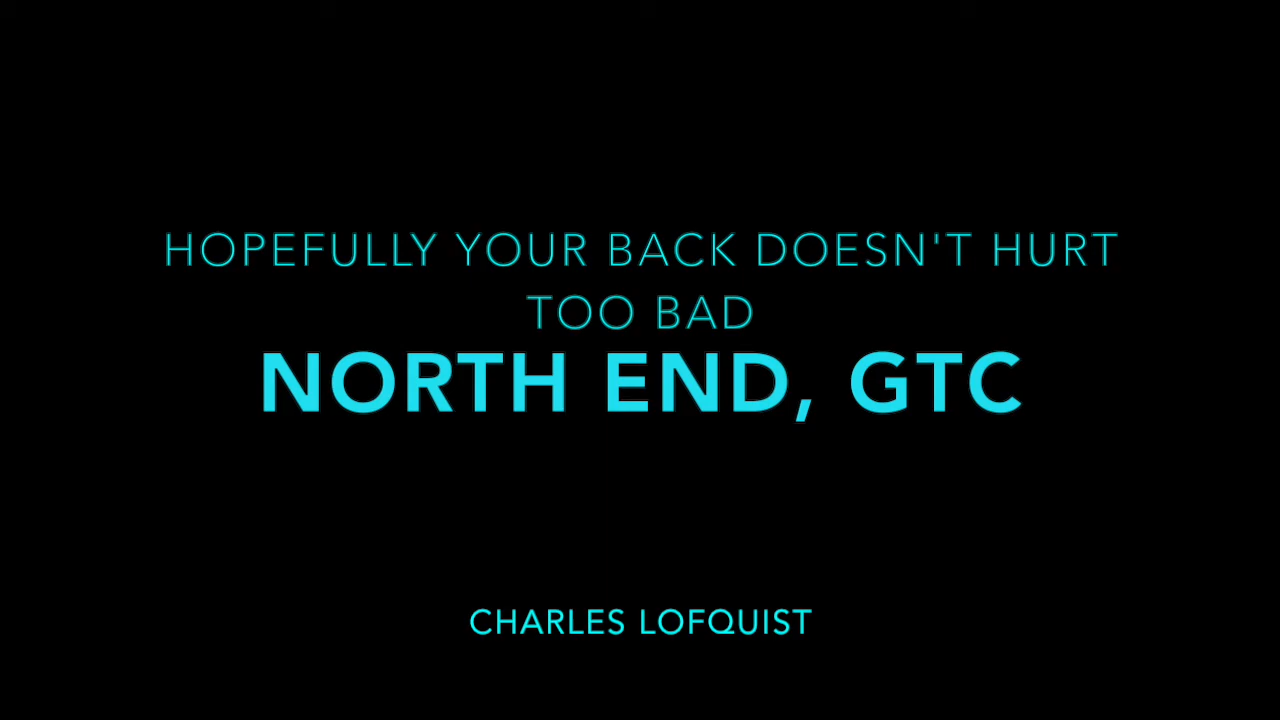 HOPEFULLY YOUR BACK DOESN'T HURT
TOO BAD
NORTH END, GTC
CHARLES LOFQUIST